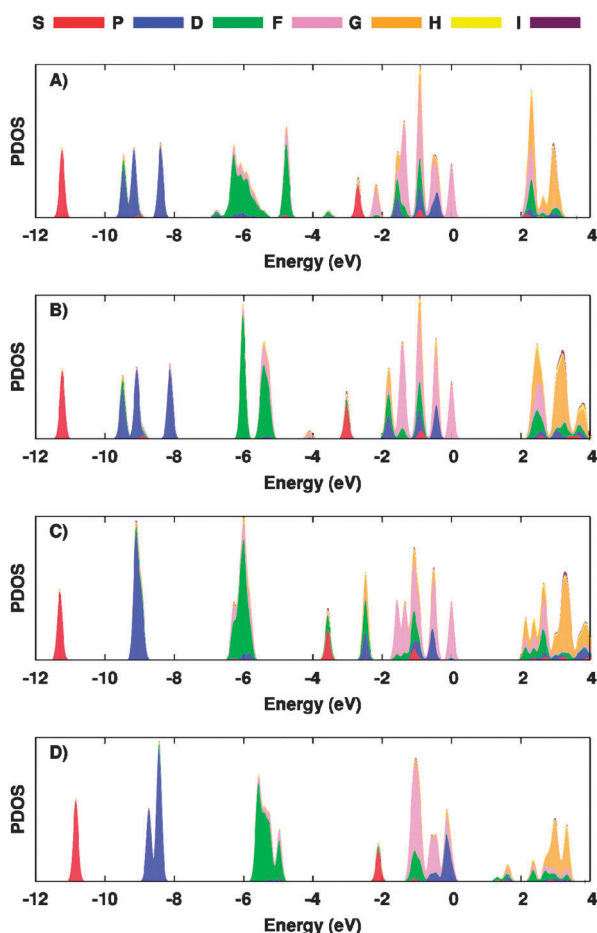 S P D F G H I
A)
PDOS
-12 -10 -8 -6 -4 -2 0 2 4
Energy (eV)
B)
PDOS
-12 -10 -8 -6 -4 -2 0 2 4
Energy (eV)
C)
PDOS
-12 -10 -8 -6 -4 -2 0 2 4
Energy (eV)
D)
PDOS
-12 -10 -8 -6 -4 -2 0 2 4
Energy (eV)